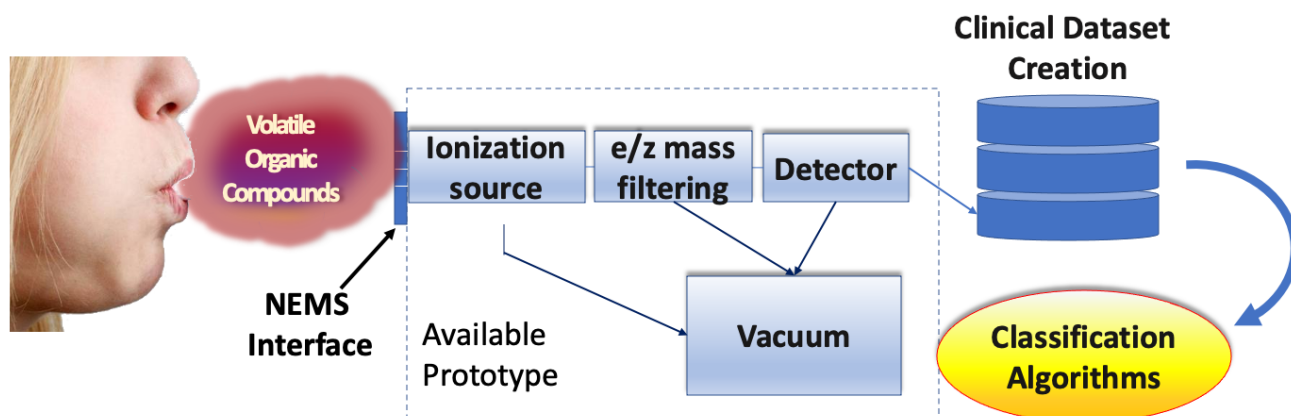 Clinical Dataset
Creation
Volatile
Organic
Compounds
Ionization
source
e/z mass
filtering
Detector
NEMS
Interface
Available
Prototype
Vacuum
Classification
Algorithms